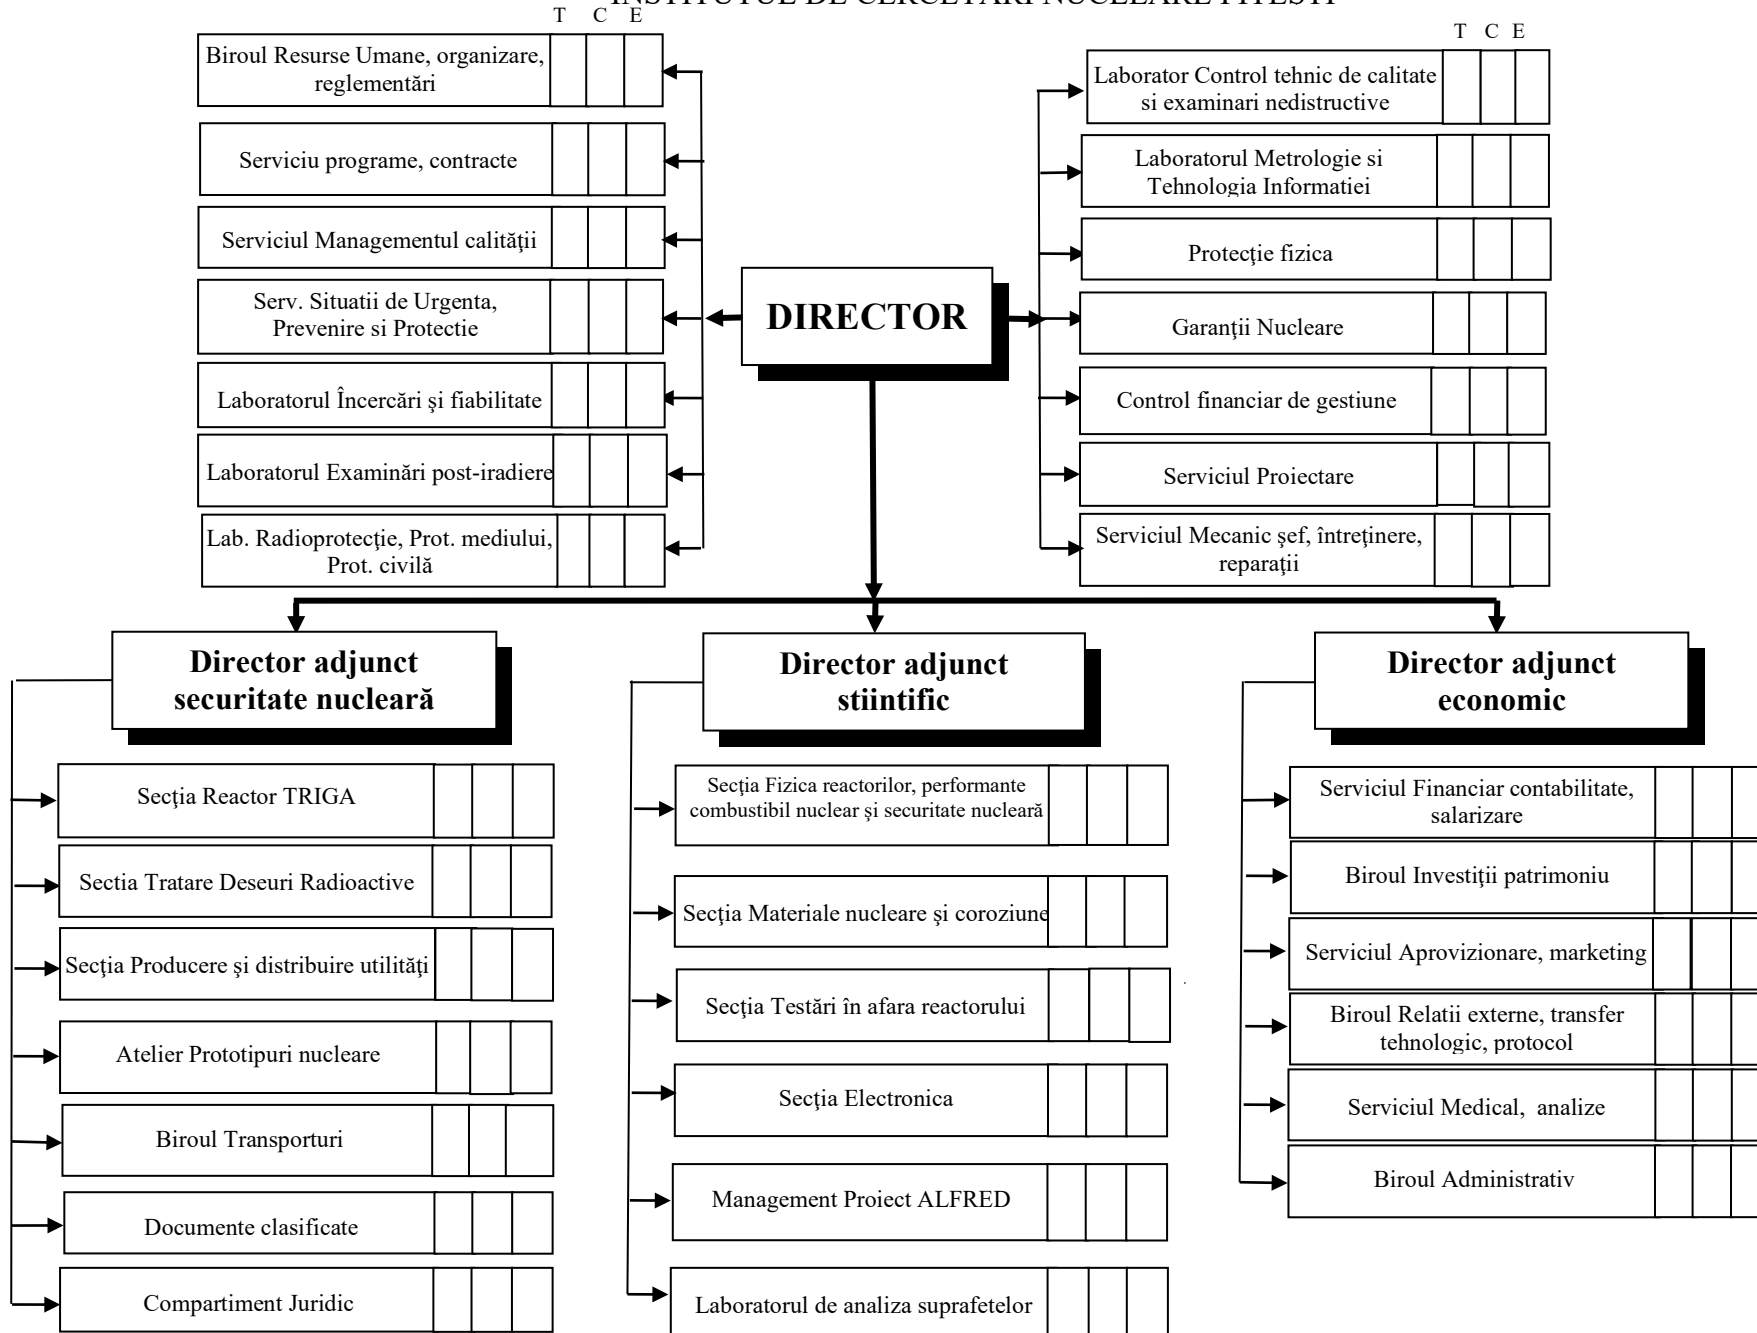 INSTITUTUL DE CERCETĂRI NUCLEARE PITEȘTI
T C E
Biroul Resurse Umane, organizare,
reglementări
Serviciu programe, contracte
Serviciul Managementul calităţii
Serv. Situatii de Urgenta,
Prevenire si Protectie
Laboratorul Încercări şi fiabilitate
Laboratorul Examinări post-iradiere
Lab. Radioprotecţie, Prot. mediului,
Prot. civilă
DIRECTOR
T C E
Laborator Control tehnic de calitate
si examinari nedistructive
Laboratorul Metrologie si
Tehnologia Informatiei
Protecţie fizica
Garanţii Nucleare
Control financiar de gestiune
Serviciul Proiectare
Serviciul Mecanic şef, întreţinere,
reparaţii
Director adjunct
securitate nucleară
Secţia Reactor TRIGA
Sectia Tratare Deseuri Radioactive
Secţia Producere şi distribuire utilităţi
Atelier Prototipuri nucleare
Biroul Transporturi
Documente clasificate
Compartiment Juridic
Director adjunct
stiintific
Secţia Fizica reactorilor, performante
combustibil nuclear şi securitate nucleară
Secţia Materiale nucleare şi coroziune
Secţia Testări în afara reactorului
Secţia Electronica
Management Proiect ALFRED
Laboratorul de analiza suprafetelor
Director adjunct
economic
Serviciul Financiar contabilitate,
salarizare
Biroul Investiţii patrimoniu
Serviciul Aprovizionare, marketing
Biroul Relatii externe, transfer
tehnologic, protocol
Serviciul Medical, analize
Biroul Administrativ